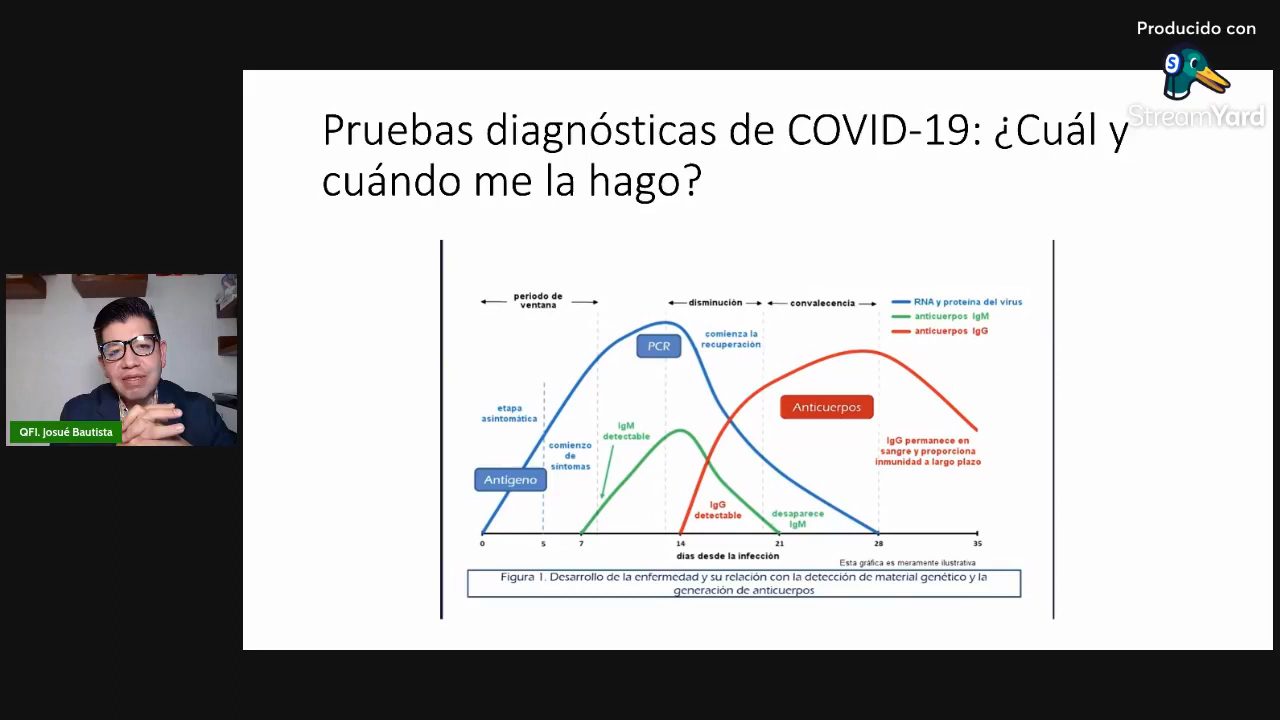 Producido con
StreamYard
Pruebas diagnósticas de COVID-19: ¿Cuál y
cuándo me la hago?
periodo de
ventana
disminución
convalecencia
RNA y proteína del virus
anticuerpos IgM
anticuerpos IgG
PCR
comienza la
recuperación
etapa
asintomática
IgM
detectable
Anticuerpos
comienzo
de
síntomas
IgG permanece en
sangre y proporciona
inmunidad a largo plazo
Antígeno
IgG
detectable
desaparece
IgM
0 5 7 14 21 28 35
dias desde la infección
Esta gráfica es meramente ilustrativa
Figura 1. Desarrollo de la enfermedad y su relación con la detección de material genético y la
generación de anticuerpos
QFI. Josué Bautista
S